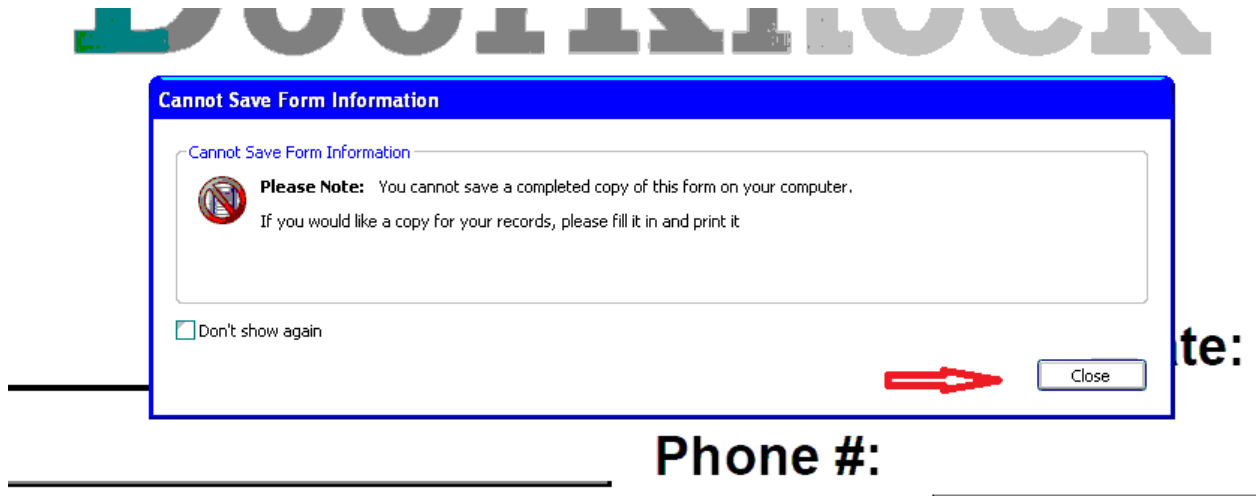 DoorKnock
Cannot Save Form Information
Cannot Save Form Information
Please Note: You cannot save a completed copy of this form on your computer.
If you would like a copy for your records, please fill it in and print it
Don't show again
te:
Close
Phone #: